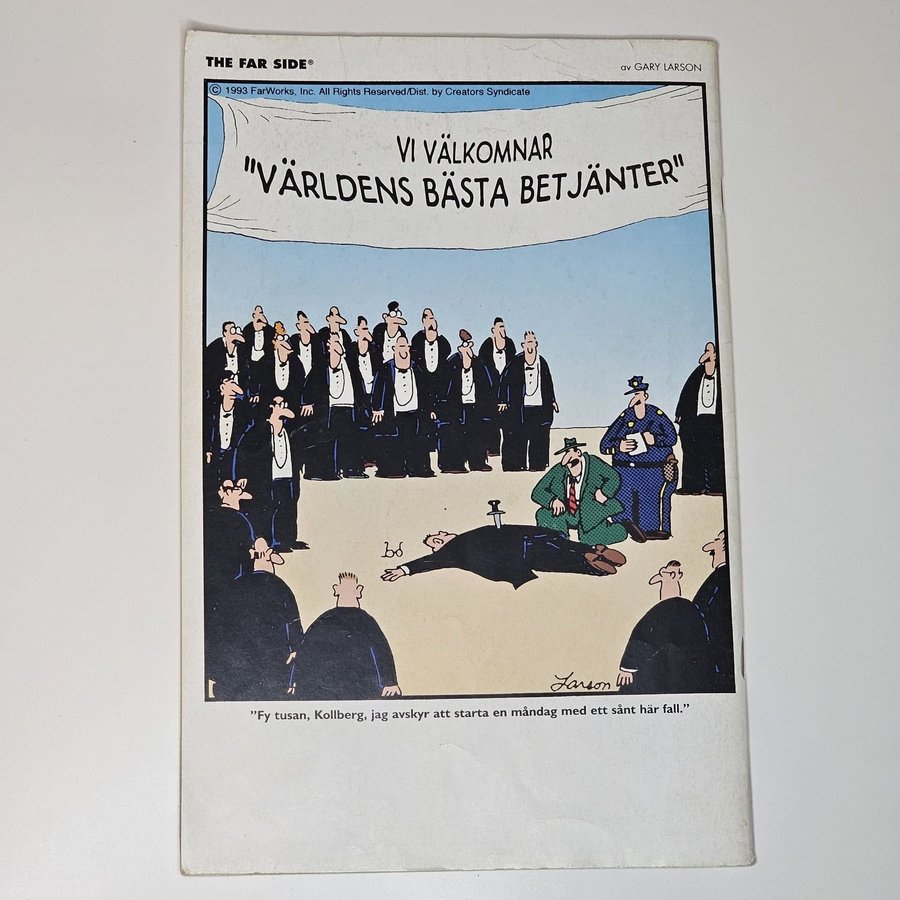 THE FAR SIDE®
av GARY LARSON
© 1993 FarWorks, Inc. All Rights Reserved/Dist. by Creators Syndicate
VI VÄLKOMNAR
"VÄRLDENS BÄSTA BETJÄNTER"
Larson
"Fy tusan, Kollberg, jag avskyr att starta en måndag med ett sånt här fall."